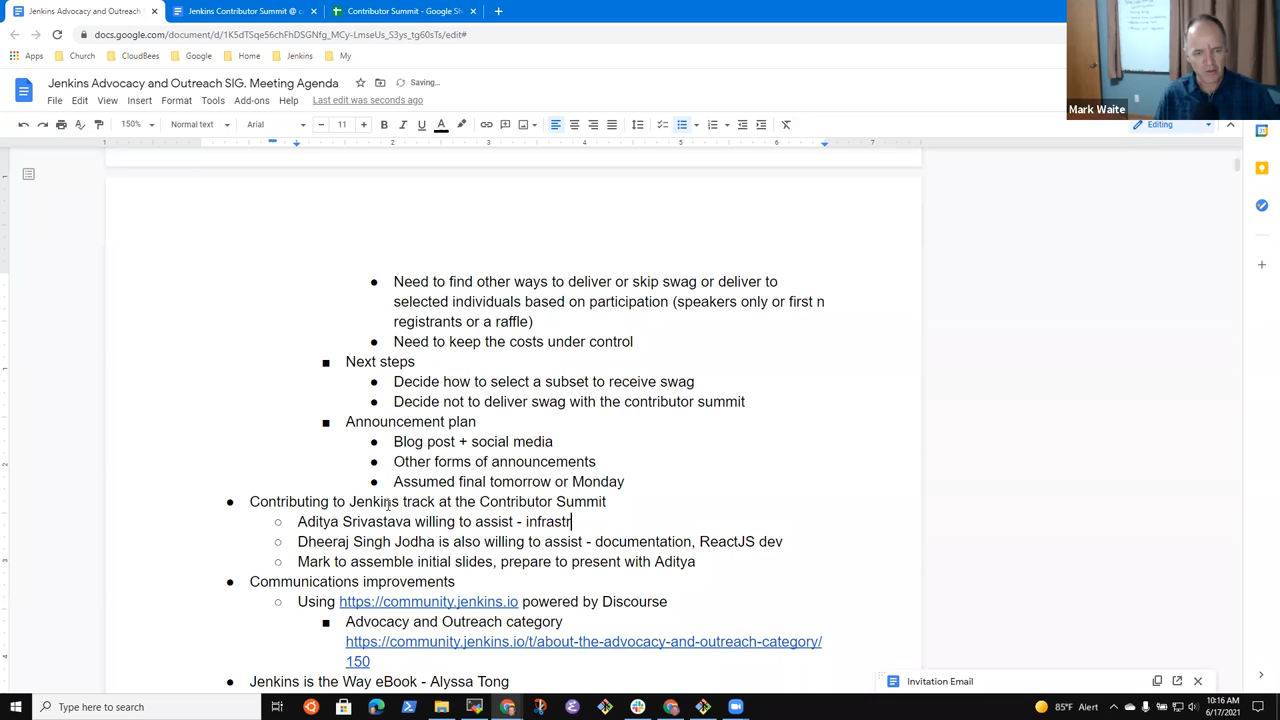 Jenkins Advocacy and Outreach
Jenkins Contributor Summit @ c
Contributor Summit - Google Sh
Apps
Church
CloudBees
Google
Home
Jenkins
My
Jenkins Advocacy and Outreach SIG. Meeting Agenda
Saving...
File Edit View Insert Format Tools Add-ons Help Last edit was seconds ago
150% Normal text Arial 11 Editing
Mark Waite
Need to find other ways to deliver or skip swag or deliver to
selected individuals based on participation (speakers only or first n
registrants or a raffle)
Need to keep the costs under control
Next steps
Decide how to select a subset to receive swag
Decide not to deliver swag with the contributor summit
Announcement plan
Blog post + social media
Other forms of announcements
Assumed final tomorrow or Monday
Contributing to Jenkins track at the Contributor Summit
Aditya Srivastava willing to assist - infrastr
Dheeraj Singh Jodha is also willing to assist - documentation, ReactJS dev
Mark to assemble initial slides, prepare to present with Aditya
Communications improvements
Using https://community.jenkins.io powered by Discourse
Advocacy and Outreach category
https://community.jenkins.io/t/about-the-advocacy-and-outreach-category/
150
Jenkins is the Way eBook - Alyssa Tong
Invitation Email
Type here to search
85°F Alert
10:16 AM
6/17/2021